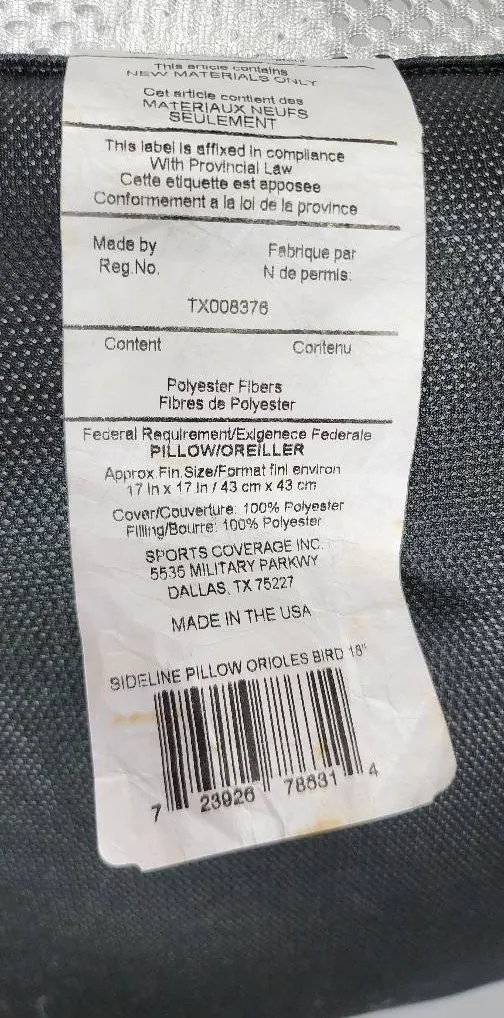 This article contains
NEW MATERIALS ONLY
Cet article contient des
MATERIAUX NEUFS
SEULEMENT
This label is affixed in compliance
With Provincial Law
Cette etiquette est apposee
Conformement a la loi de la province
Made by
Reg.No.
Fabrique par
N de permis:
TX008376
Content
Contenu
Polyester Fibers
Fibres de Polyester
Federal Requirement/Exigenece Federale
PILLOW/OREILLER
Approx.Fin.Size/Format fini environ
17 in x 17 in / 43 cm x 43 cm
Cover/Couverture: 100% Polyester
Filling/Bourre: 100% Polyester
SPORTS COVERAGE INC.
5535 MILITARY PARKWY
DALLAS, TX 75227
MADE IN THE USA
SIDELINE PILLOW ORIOLES BIRD 18"
7 23926 78831 4